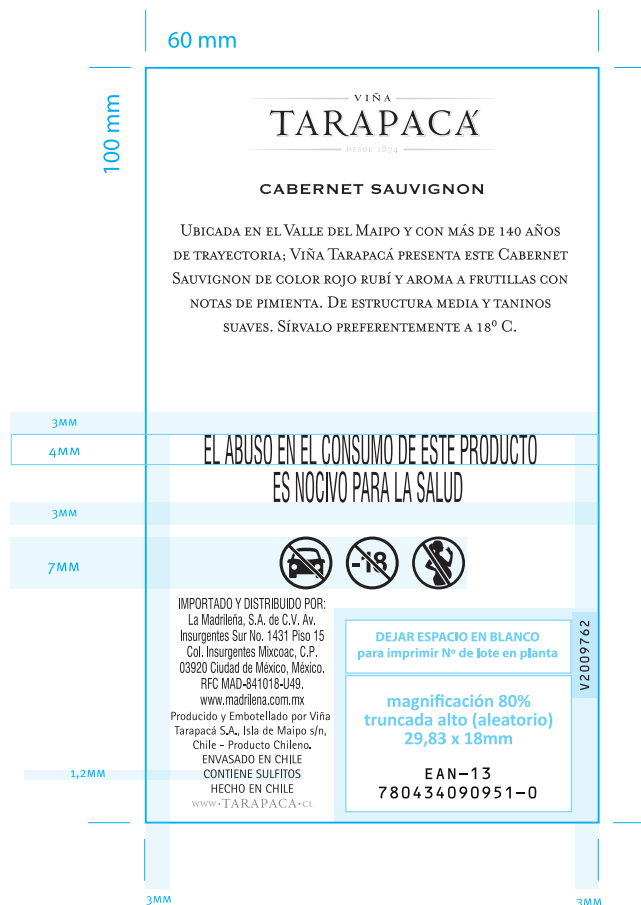 60 mm
100 mm
VIÑA
TARAPACÁ
DESDE 1874
CABERNET SAUVIGNON
UBICADA EN EL VALLE DEL MAIPO Y CON MÁS DE 140 AÑOS
DE TRAYECTORIA; VIÑA TARAPACÁ PRESENTA ESTE CABERNET
SAUVIGNON DE COLOR ROJO RUBÍ Y AROMA A FRUTILLAS CON
NOTAS DE PIMIENTA. DE ESTRUCTURA MEDIA Y TANINOS
SUAVES. SÍRVALO PREFERENTEMENTE A 18º C.
3MM
4MM
EL ABUSO EN EL CONSUMO DE ESTE PRODUCTO
ES NOCIVO PARA LA SALUD
3MM
7MM
-18
IMPORTADO Y DISTRIBUIDO POR:
La Madrileña, S.A. de C.V. Av.
Insurgentes Sur No. 1431 Piso 15
Col. Insurgentes Mixcoac, C.P.
03920 Ciudad de México, México.
RFC MAD-841018-U49.
www.madrilena.com.mx
Producido y Embotellado por Viña
Tarapacá S.A., Isla de Maipo s/n,
Chile - Producto Chileno.
ENVASADO EN CHILE
CONTIENE SULFITOS
HECHO EN CHILE
WWW·TARAPACA·CL
1,2MM
DEJAR ESPACIO EN BLANCO
para imprimir Nº de lote en planta
V2009762
magnificación 80%
truncada alto (aleatorio)
29,83 x 18mm
EAN-13
780434090951-0
3MM
3MM